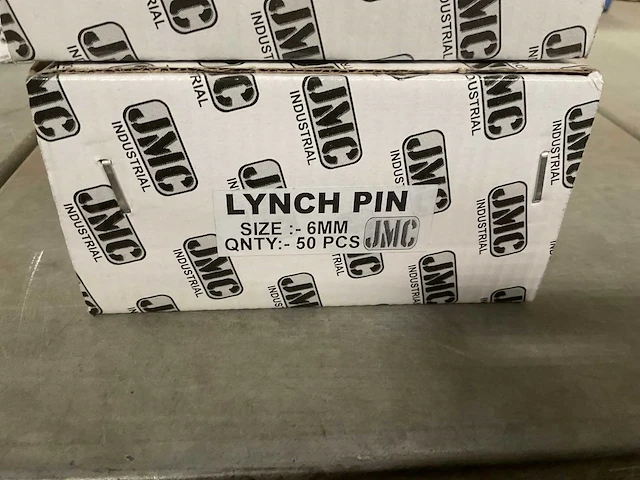 JMC
INDUSTRIAL
LYNCH PIN
SIZE :- 6MM
QNTY:- 50 PCS JMC